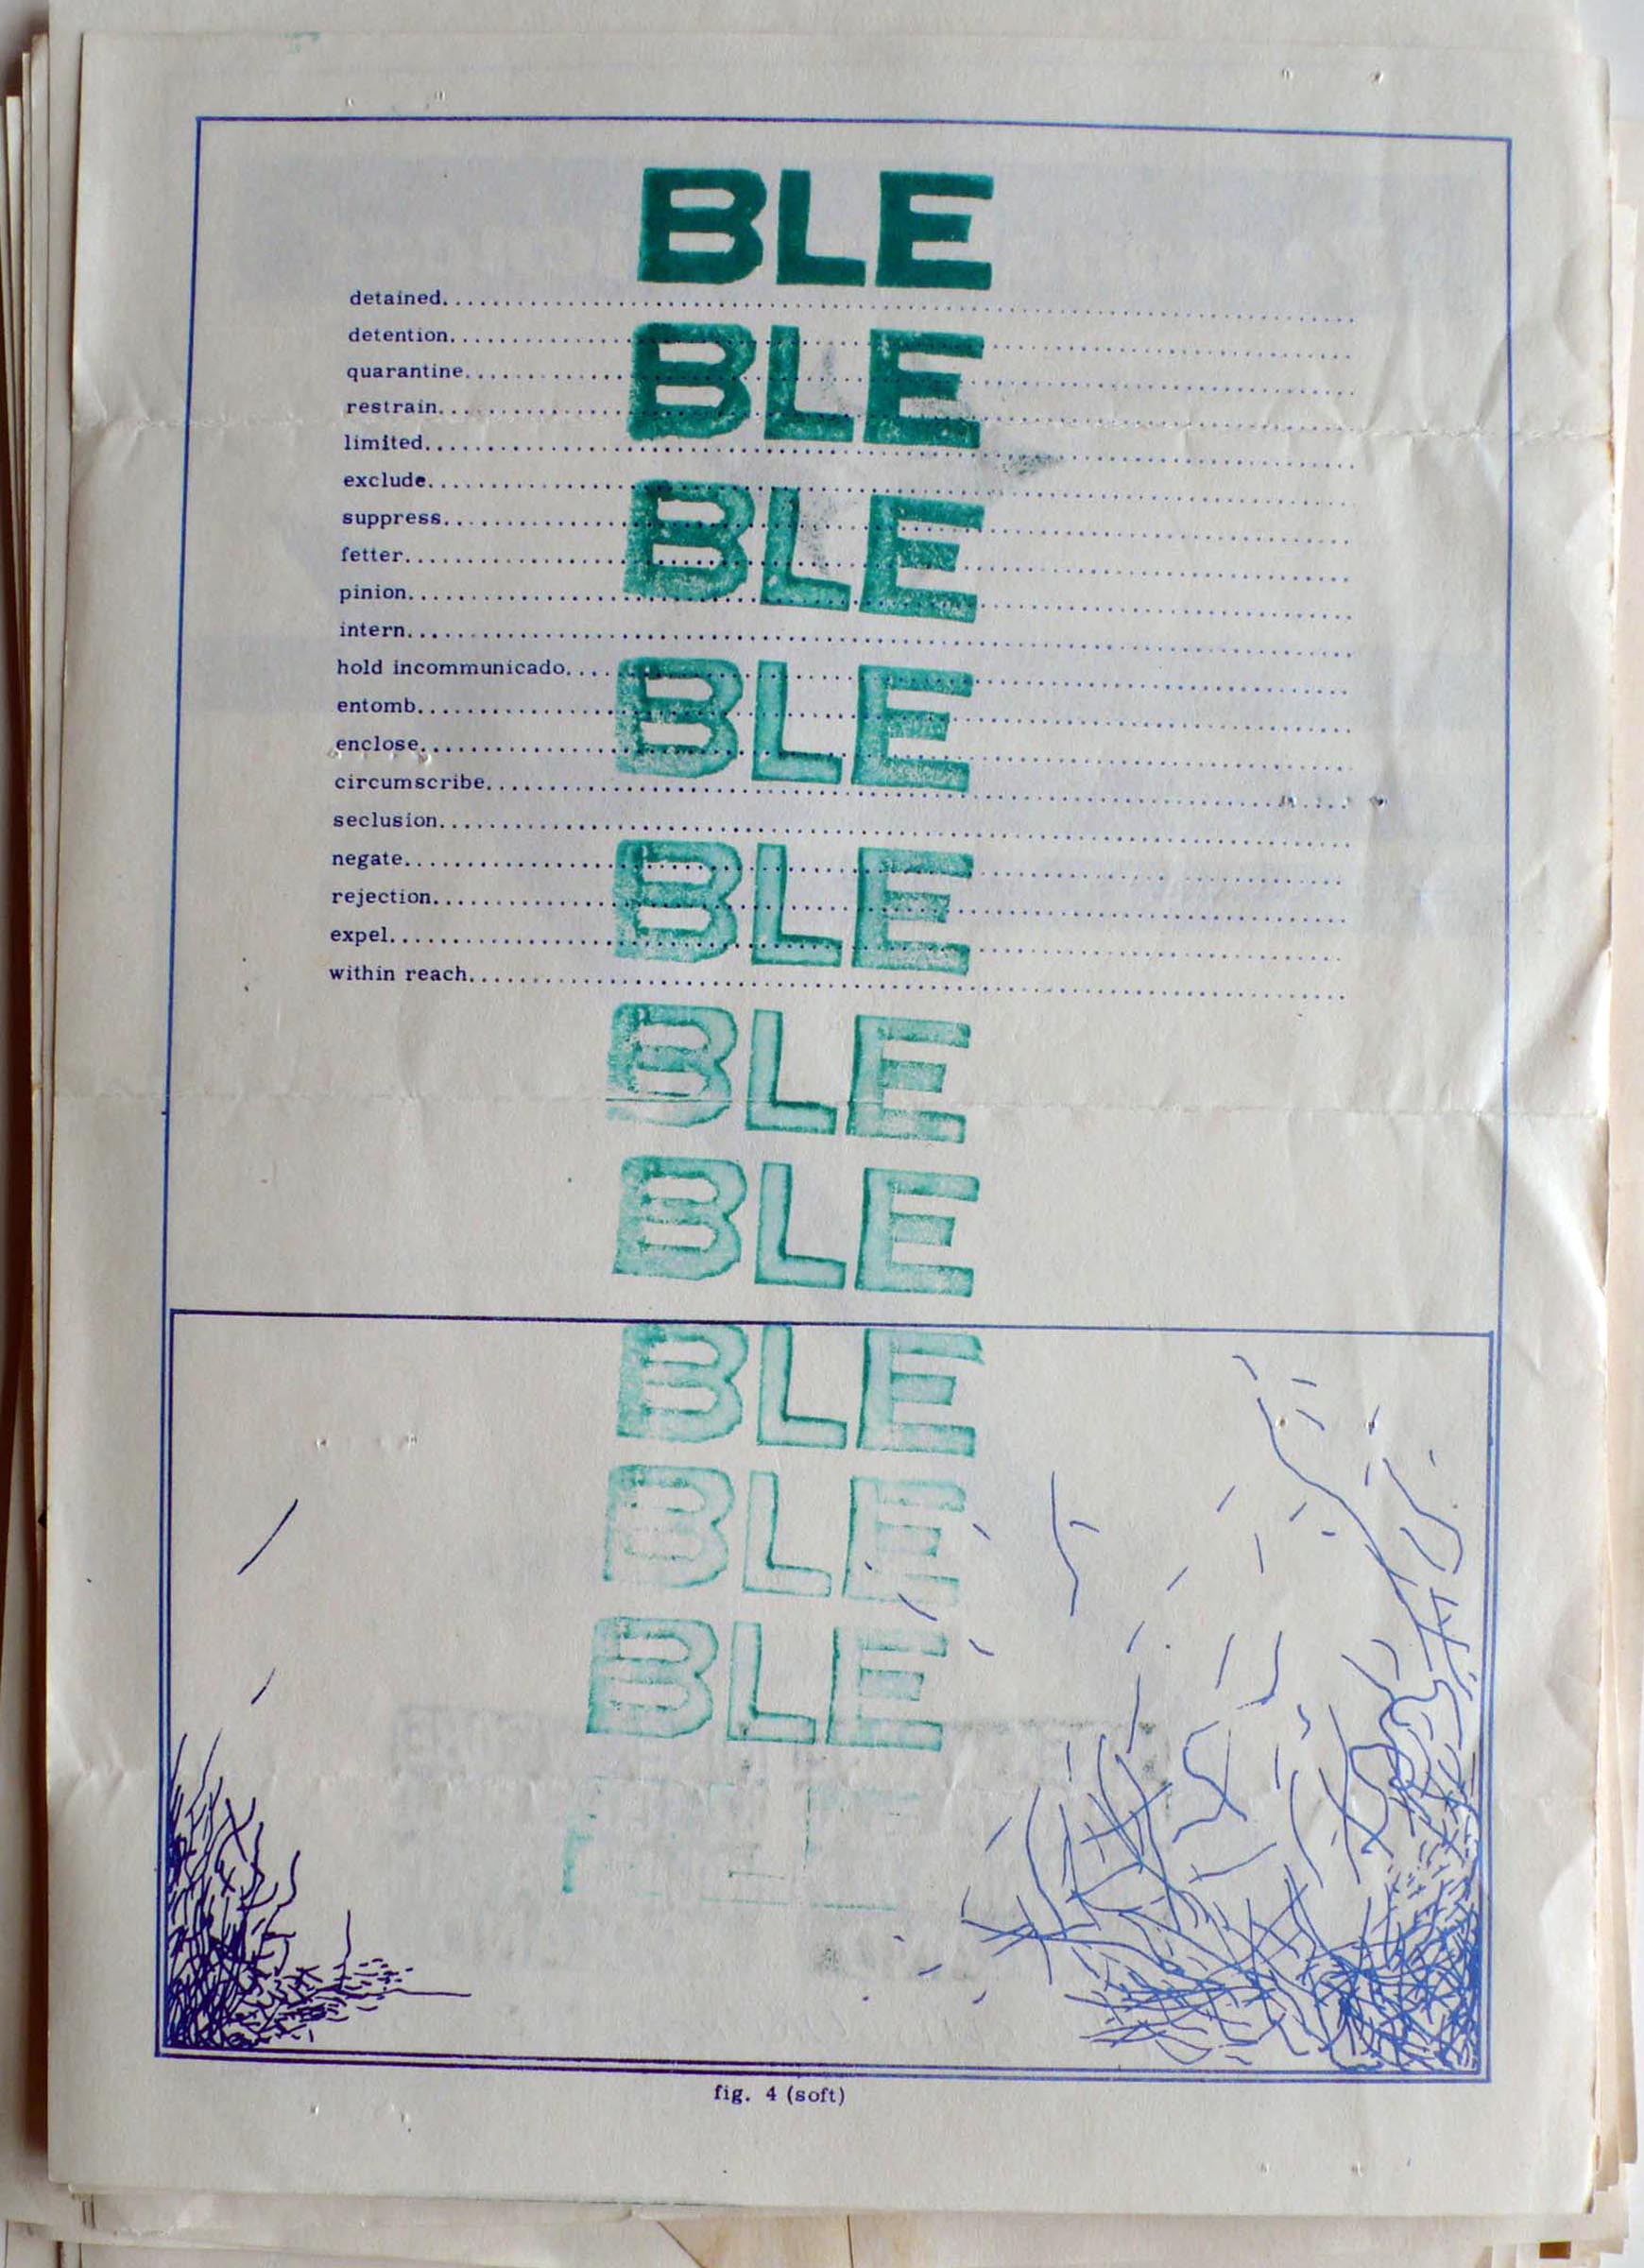 BLE
detained
detention
BLE
quarantine
restrain
limited
exclude
BLE
suppress
fetter
pinion
intern
hold incommunicado
BLE
entomb
enclose
circumscribe
seclusion
negate
BLE
rejection
expel
within reach
BLE
BLE
BLE
BLE
BLE
fig. 4 (soft)